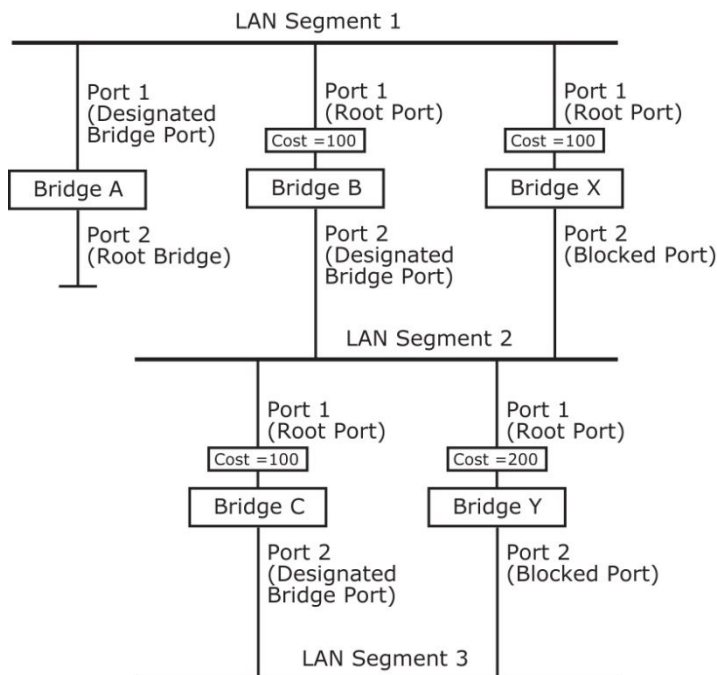 LAN Segment 1
Port 1
(Designated
Bridge Port)
Port 1
(Root Port)
Port 1
(Root Port)
Cost =100
Cost =100
Bridge A
Bridge B
Bridge X
Port 2
(Root Bridge)
Port 2
(Designated
Bridge Port)
Port 2
(Blocked Port)
LAN Segment 2
Port 1
(Root Port)
Port 1
(Root Port)
Cost =100
Cost =200
Bridge C
Bridge Y
Port 2
(Designated
Bridge Port)
Port 2
(Blocked Port)
LAN Segment 3